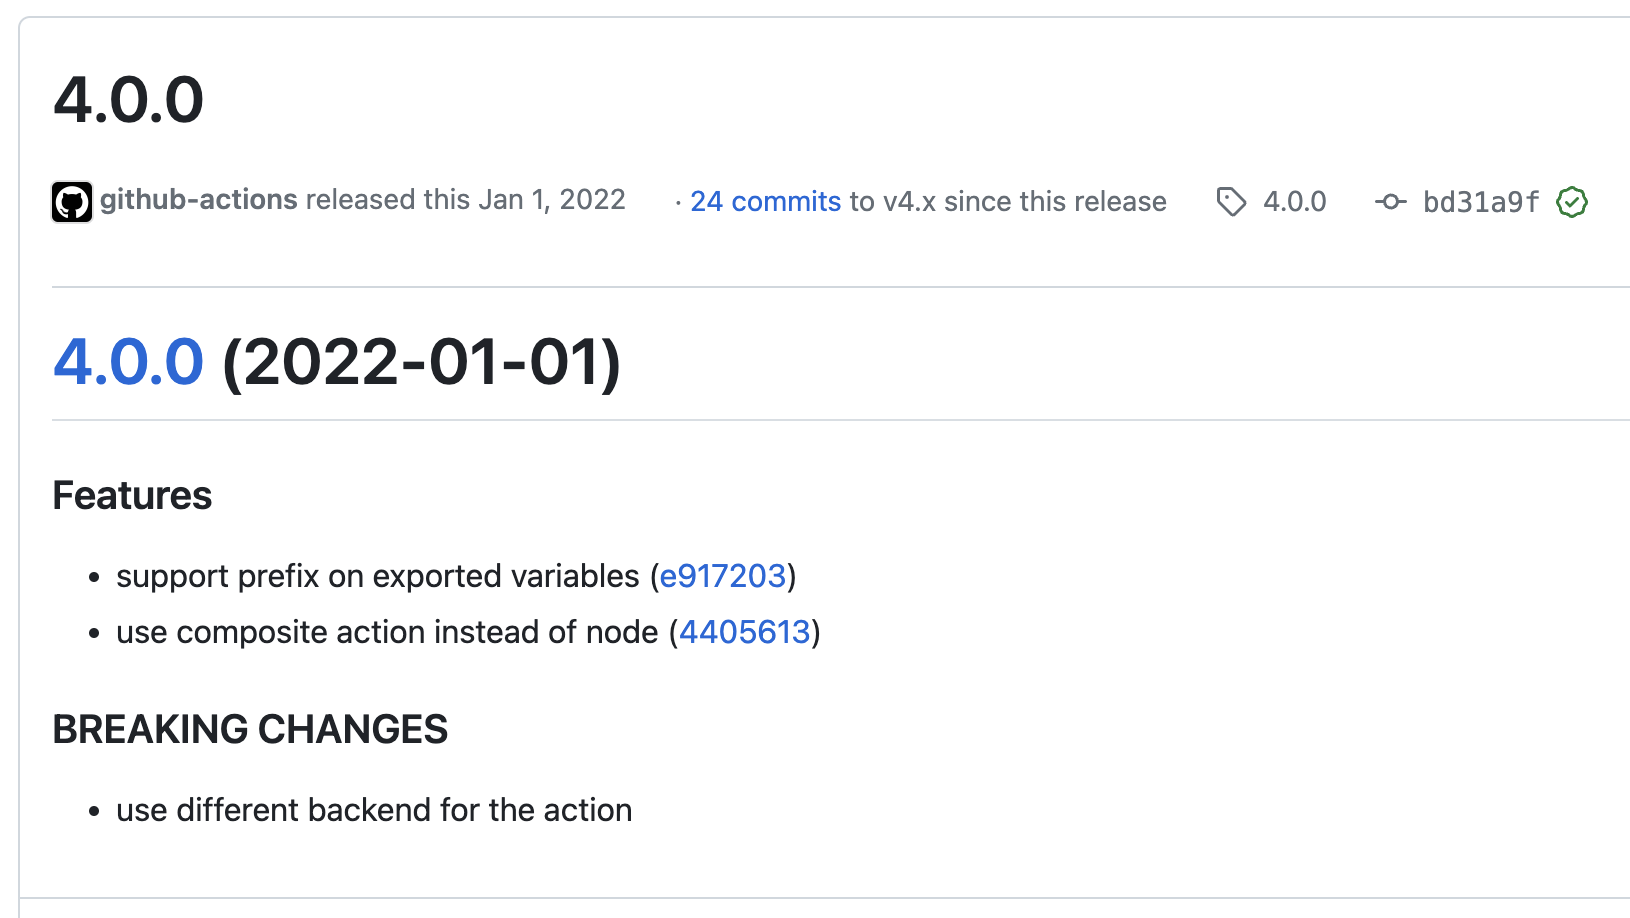 4.0.0
github-actions released this Jan 1, 2022 · 24 commits to v4.x since this release 4.0.0 bd31a9f
4.0.0 (2022-01-01)
Features
• support prefix on exported variables (e917203)
• use composite action instead of node (4405613)
BREAKING CHANGES
• use different backend for the action